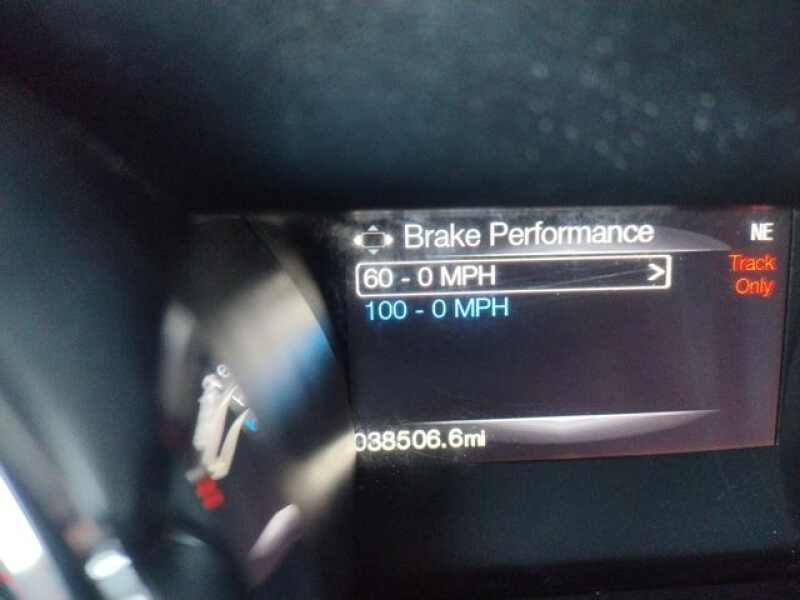 Brake Performance
NE
60 - 0 MPH >
Track
Only
100 - 0 MPH
038506.6mi